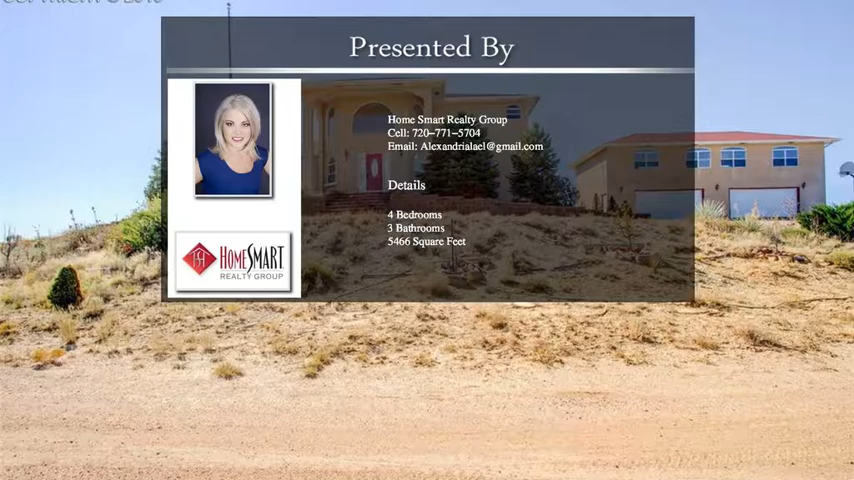 Presented By
Home Smart Realty Group
Cell: 720-771-5704
Email: Alexandrialael@gmail.com
Details
4 Bedrooms
3 Bathrooms
5466 Square Feet
HOMESMART
REALTY GROUP